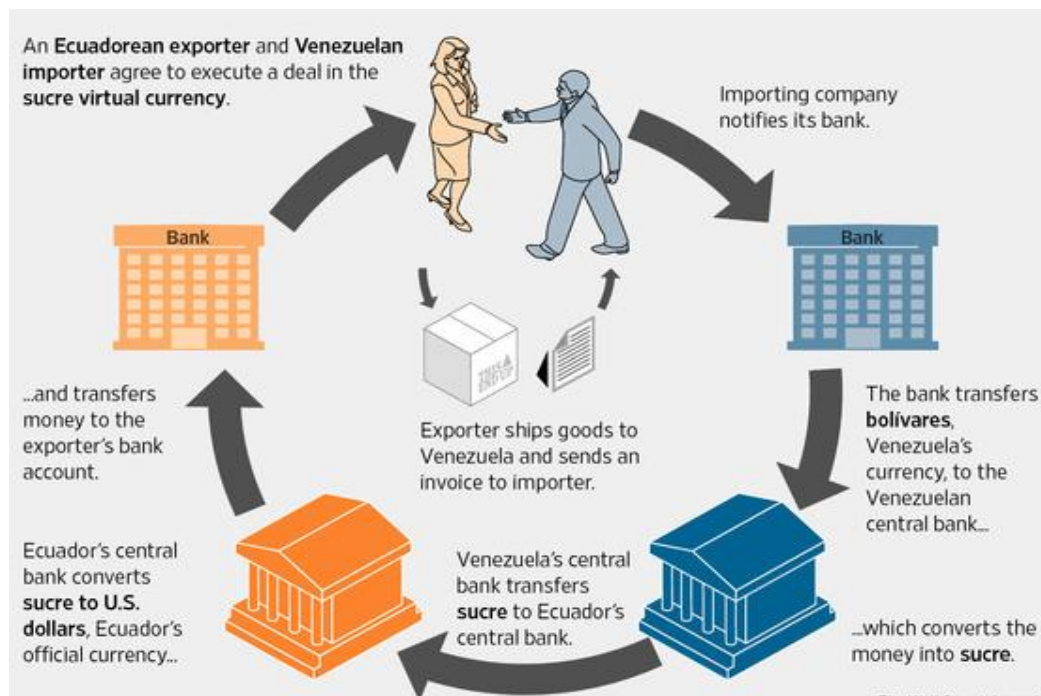 An Ecuadorean exporter and Venezuelan
importer agree to execute a deal in the
sucre virtual currency.
Importing company
notifies its bank.
Bank
Bank
The bank transfers
bolívares,
Venezuela's
currency, to the
Venezuelan
central bank...
...which converts the
money into sucre.
Venezuela's central
bank transfers
sucre to Ecuador's
central bank.
Ecuador's central
bank converts
sucre to U.S.
dollars, Ecuador's
official currency...
...and transfers
money to the
exporter's bank
account.
THIS
END UP
Exporter ships goods to
Venezuela and sends an
invoice to importer.